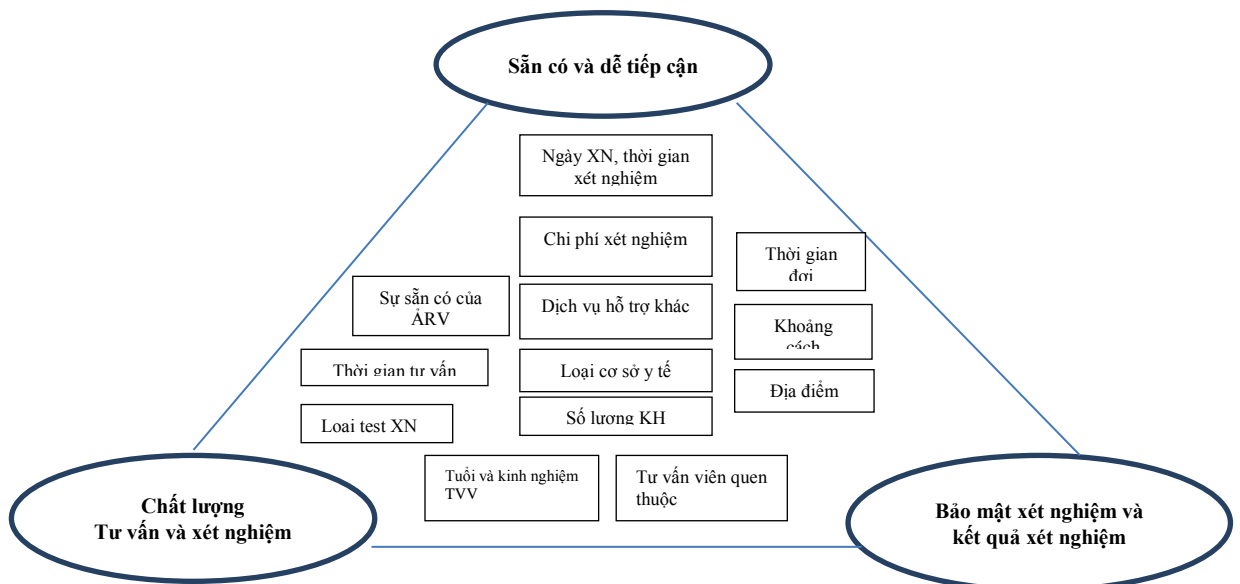 Sẵn có và dễ tiếp cận
Ngày XN, thời gian
xét nghiệm
Chi phí xét nghiệm
Thời gian
đợi
Sự sẵn có của
ẢRV
Dịch vụ hỗ trợ khác
Khoảng
cách
Thời gian tư vấn
Loại cơ sở y tế
Địa điểm
Loai test XN
Số lương KH
Tuổi và kinh nghiệm
TVV
Tư vấn viên quen
thuộc
Chất lượng
Tư vấn và xét nghiệm
Bảo mật xét nghiệm và
kết quả xét nghiệm